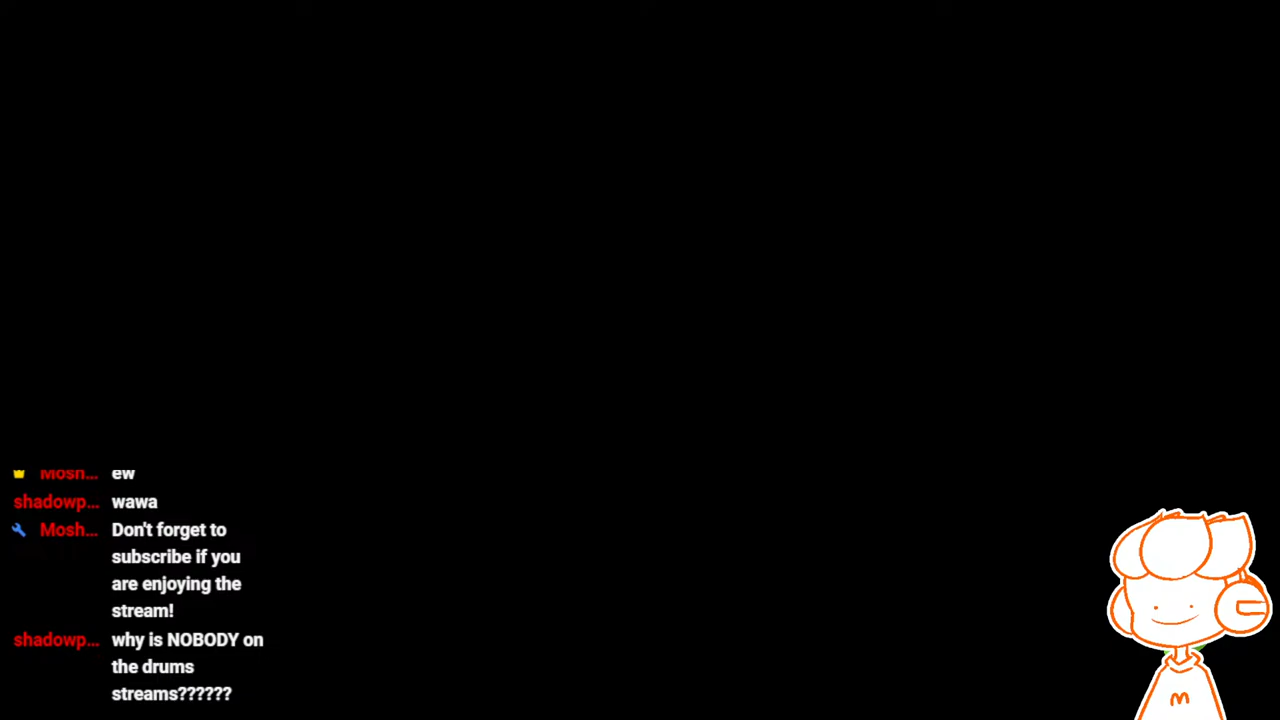 Mosh... ew
shadowp... wawa
Mosh... Don't forget to
subscribe if you
are enjoying the
stream!
shadowp... why is NOBODY on
the drums
streams??????
m